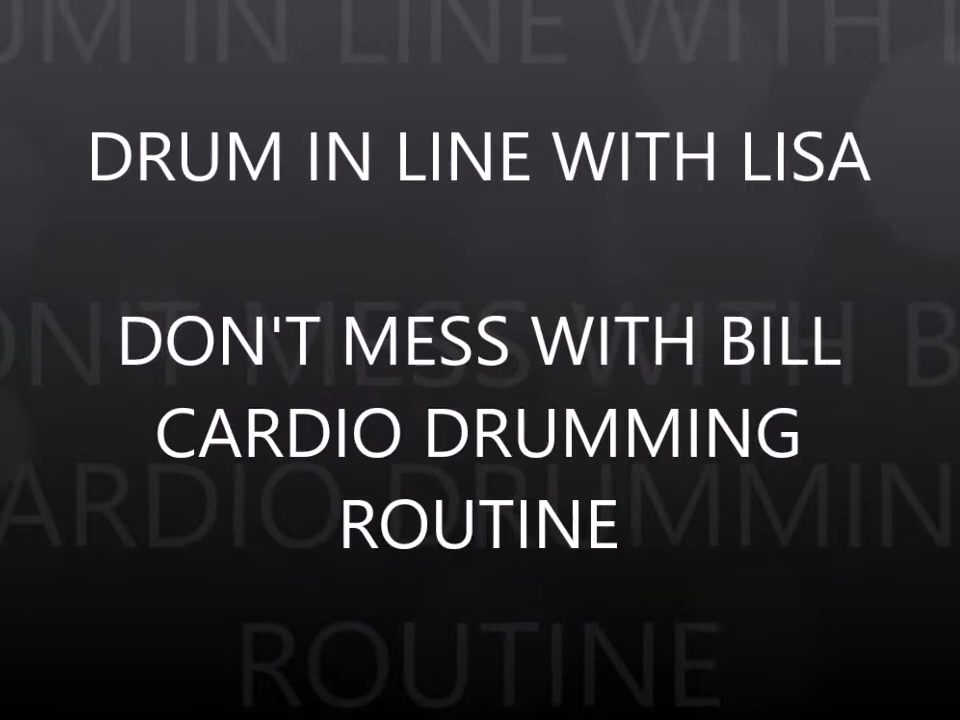 DRUM IN LINE WITH LISA
DON'T MESS WITH BILL
CARDIO DRUMMING
ROUTINE